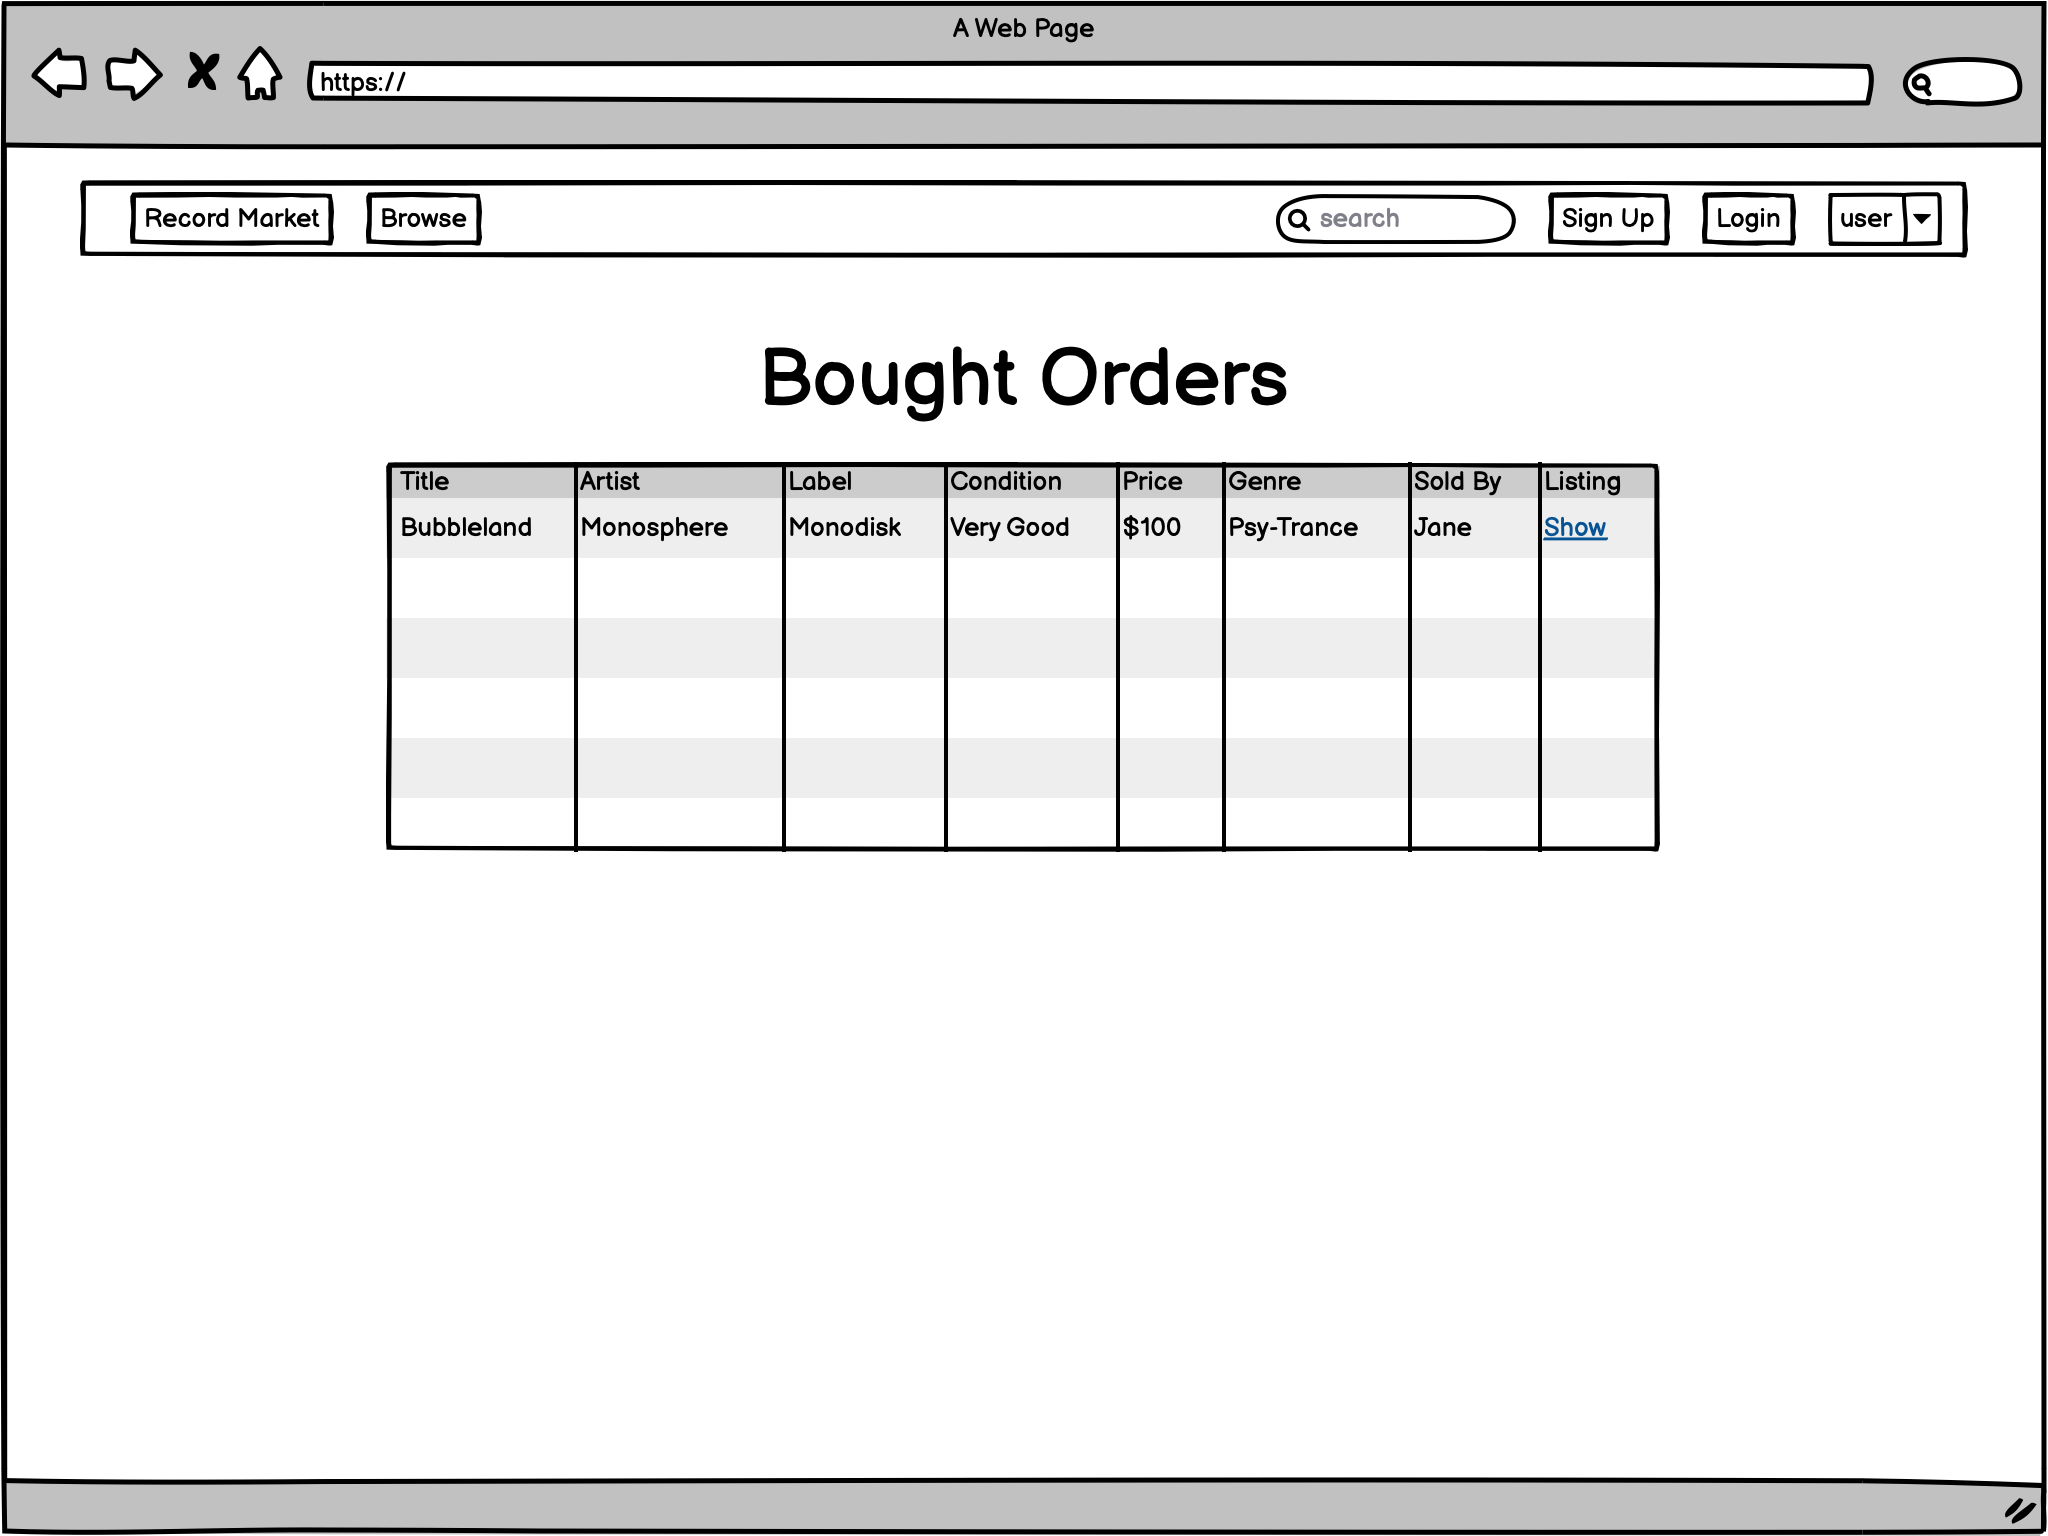 A Web Page
https://
Record Market Browse search Sign Up Login user
Bought Orders
Title Artist Label Condition Price Genre Sold By Listing
Bubbleland Monosphere Monodisk Very Good $100 Psy-Trance Jane Show